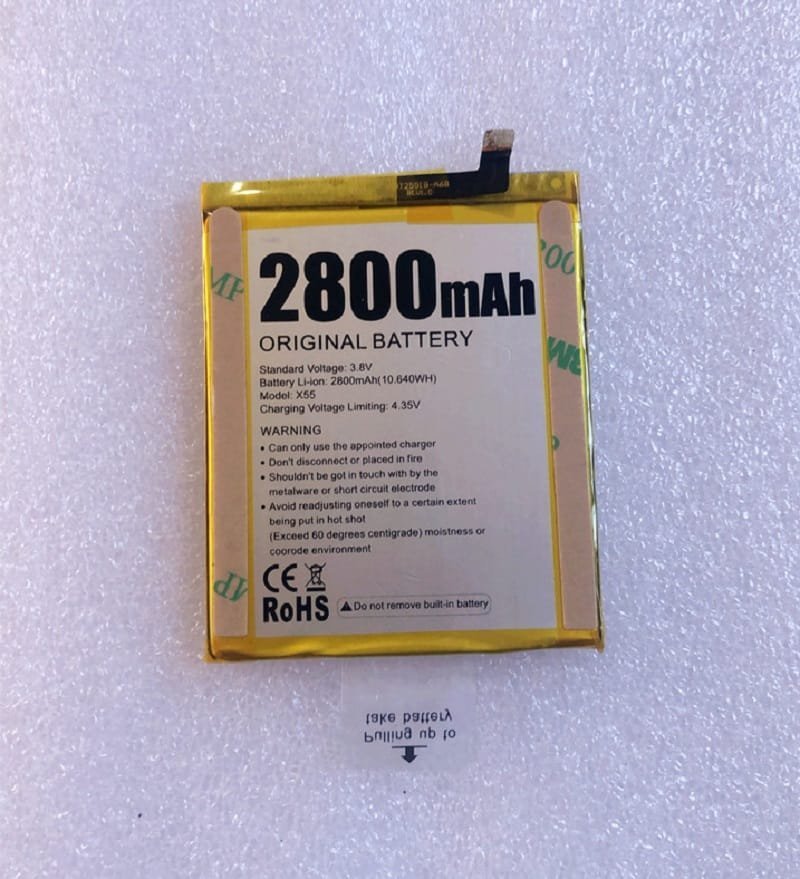 2800mAh
ORIGINAL BATTERY
Standard Voltage: 3.8V
Battery Li-ion: 2800mAh(10.640WH)
Model: X55
Charging Voltage Limiting: 4.35V
WARNING
• Can only use the appointed charger
• Don't disconnect or placed in fire
• Shouldn't be got in touch with by the
metalware or short circuit electrode
• Avoid readjusting oneself to a certain extent
being put in hot shot
(Exceed 60 degrees centigrade) moistness or
coorode environment
CE
RoHS
Do not remove built-in battery
Pulling up to
take battery